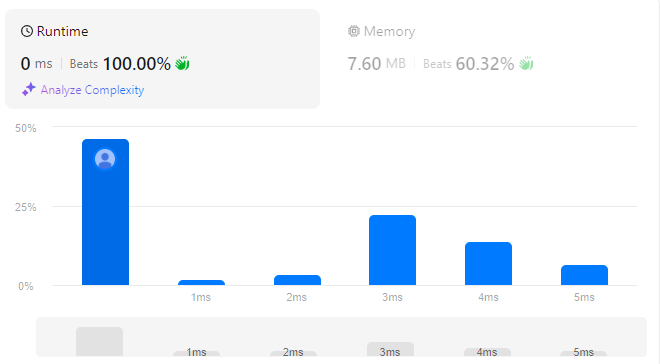 Runtime
0 ms | Beats 100.00%
Analyze Complexity
Memory
7.60 MB | Beats 60.32%
50%
25%
0%
1ms 2ms 3ms 4ms 5ms
1ms 2ms 3ms 4ms 5ms